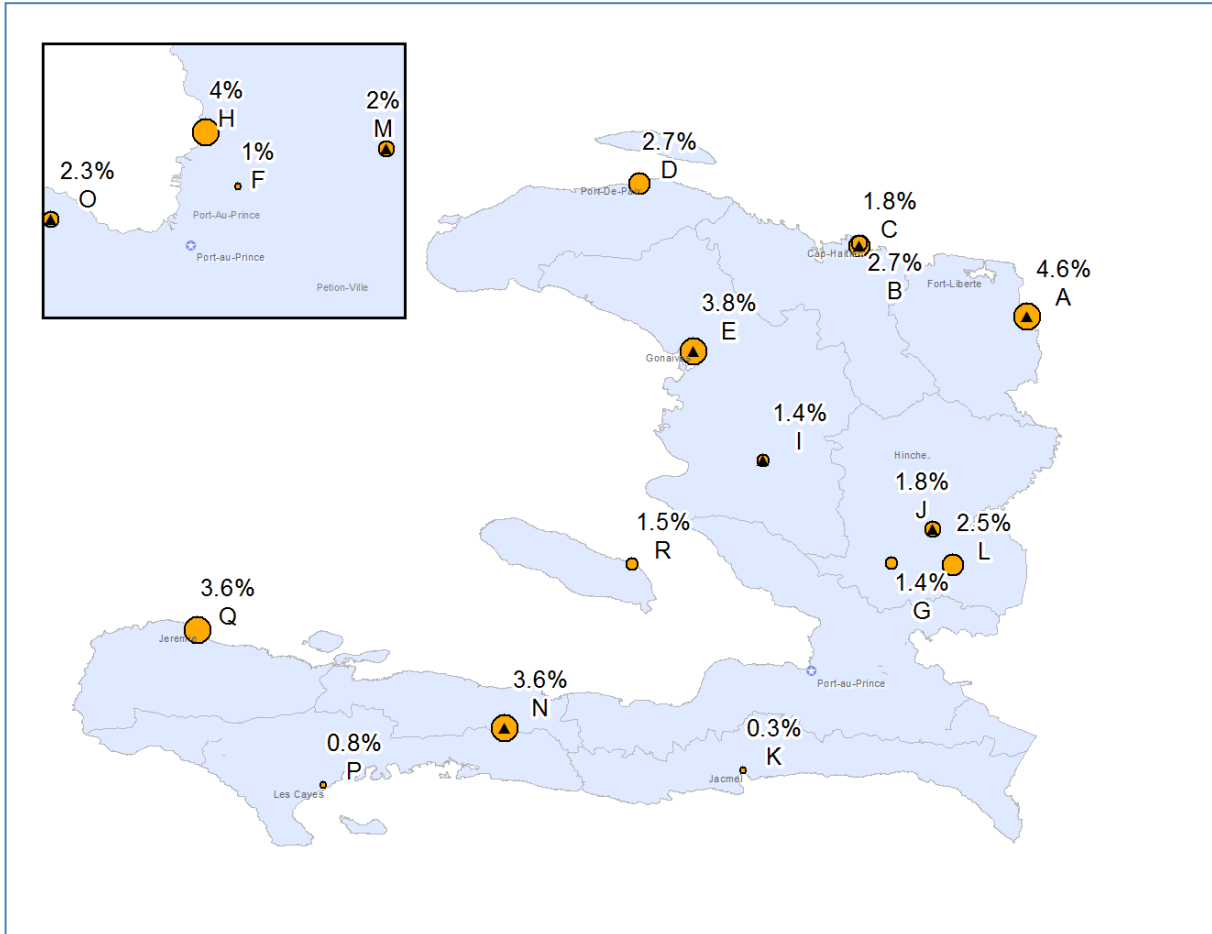 4%
H
2%
M
1%
F
2.3%
O
Port-Au-Prince
Port-au-Prince
Petion-Ville
2.7%
D
Port-De-Paix
1.8%
C
Cap-Haitien
2.7%
B
Fort-Liberte
4.6%
A
3.8%
E
Gonaives
1.4%
I
Hinche
1.8%
J
2.5%
L
1.5%
R
1.4%
G
3.6%
Q
Jeremie
3.6%
N
Port-au-Prince
0.8%
P
Les Cayes
0.3%
K
Jacmel